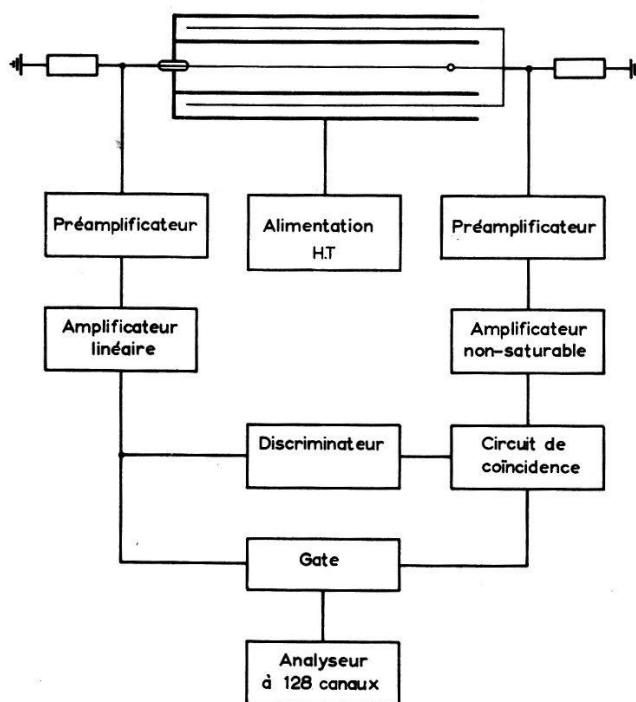 Préamplificateur
Alimentation
H.T
Préamplificateur
Amplificateur
linéaire
Amplificateur
non-saturable
Discriminateur
Circuit de
coïncidence
Gate
Analyseur
à 128 canaux